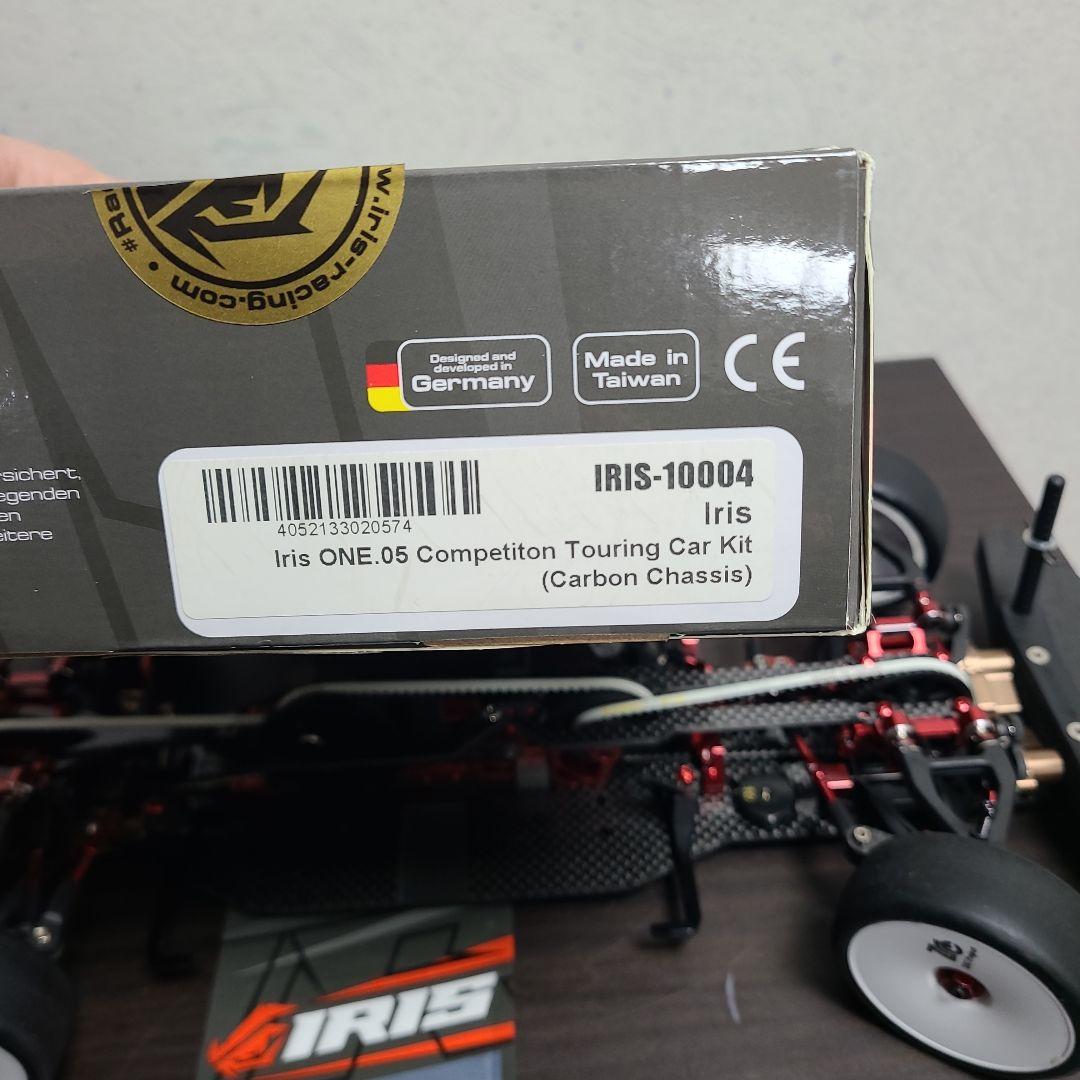 #Re
w.iris-racing.com
Designed and
developed in
Germany
Made in
Taiwan
CE
rsichert,
egenden
en
eitere
4052133020574
IRIS-10004
Iris
Iris ONE.05 Competiton Touring Car Kit
(Carbon Chassis)
IRIS